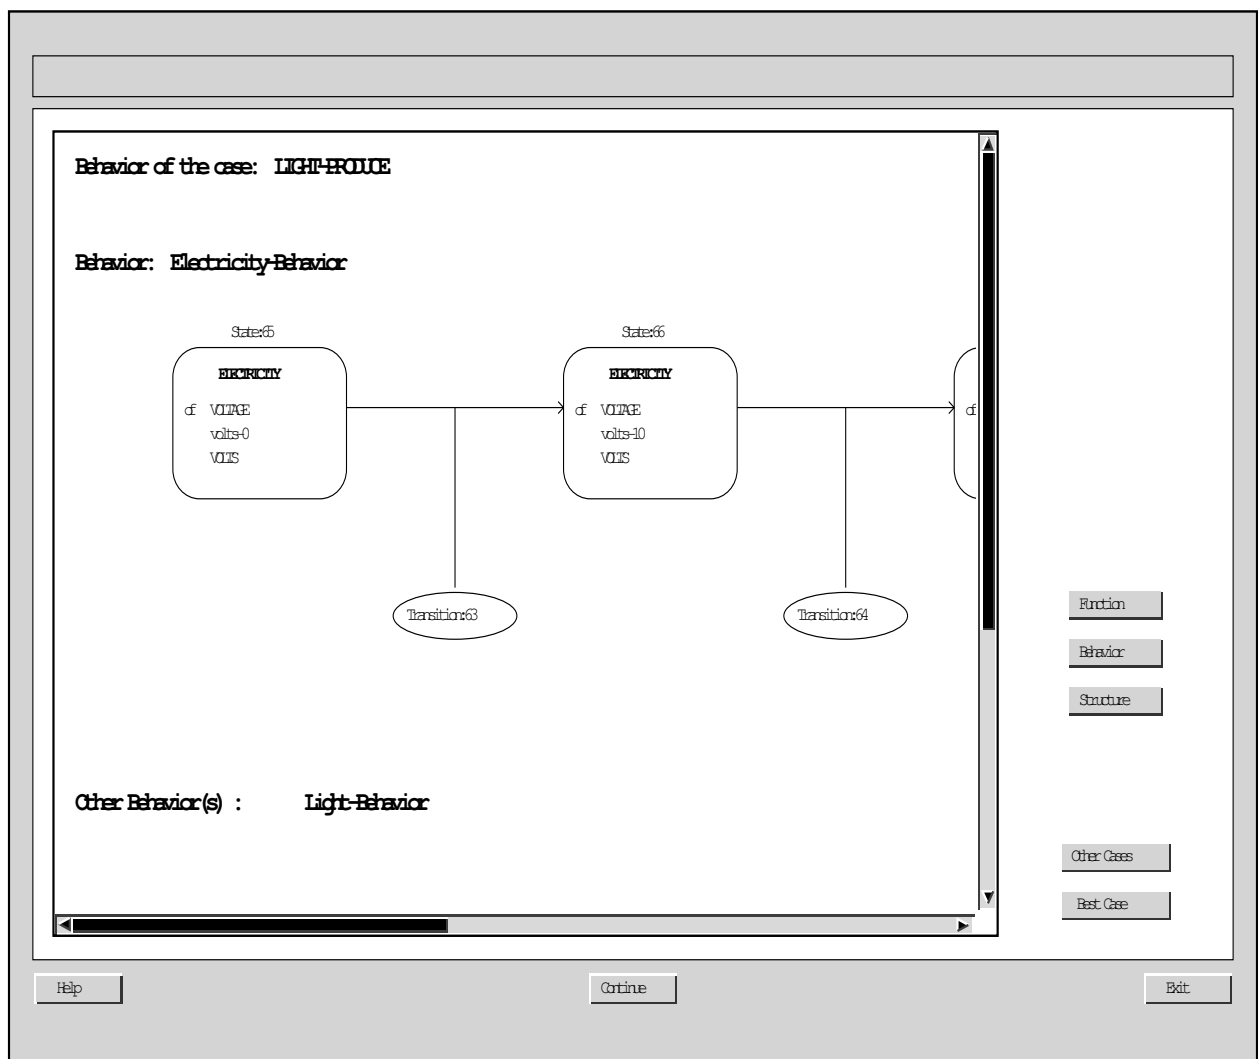 Behavior of the case: LIGHT-PRODUCE
Behavior: Electricity-Behavior
State:65
State:66
ELECTRICITY
ELECTRICITY
of VOLTAGE
volts-0
VOLTS
of VOLTAGE
volts-10
VOLTS
of
Transition:63
Transition:64
Function
Behavior
Structure
Other Behavior(s) : Light-Behavior
Other Cases
Best Case
Help
Continue
Exit